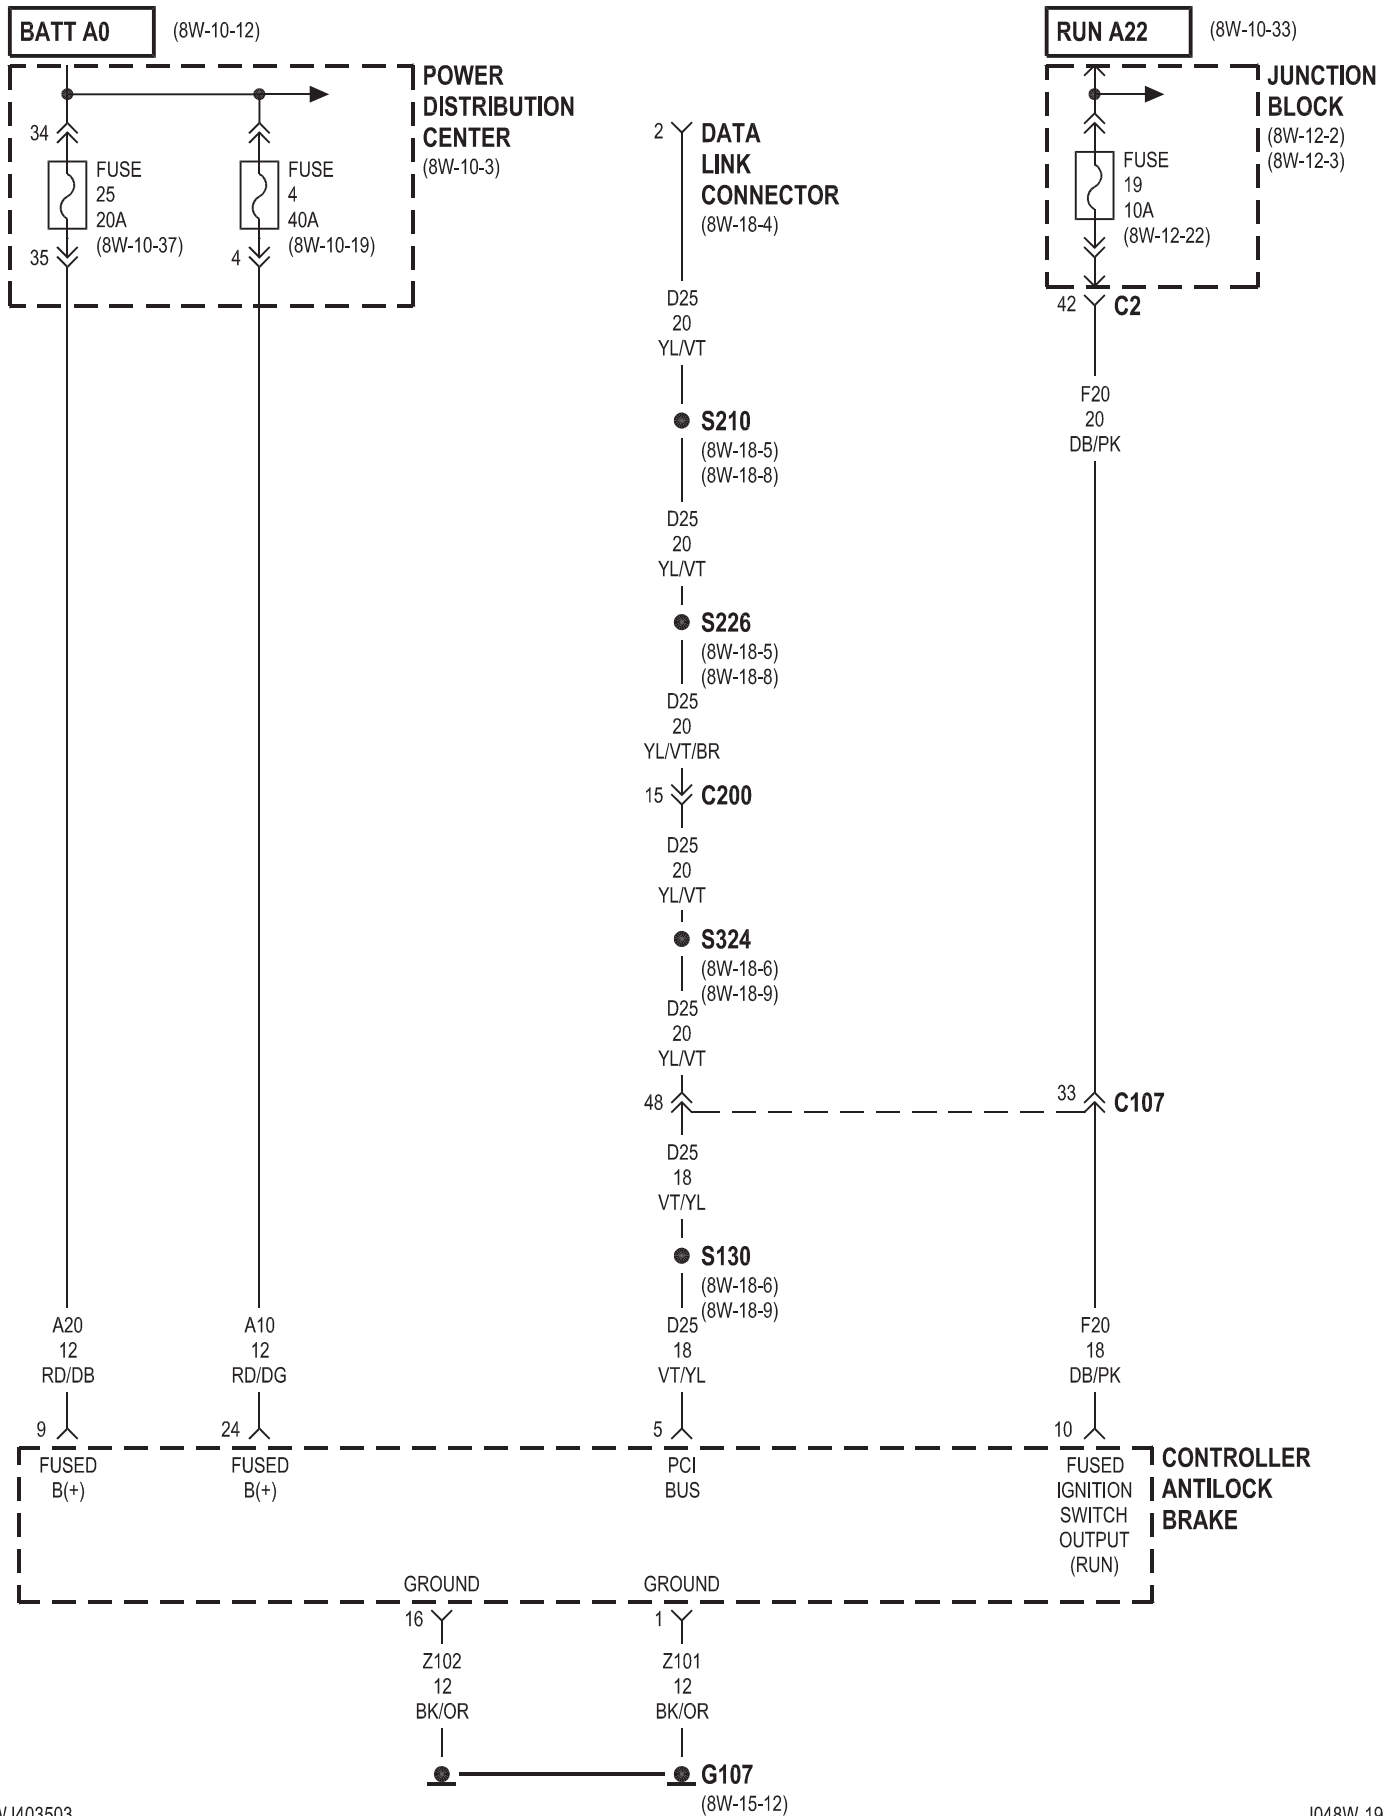 BATT A0
(8W-10-12)
RUN A22
(8W-10-33)
POWER
DISTRIBUTION
CENTER
(8W-10-3)
34
FUSE
25
20A
(8W-10-37)
35
FUSE
4
40A
(8W-10-19)
4
2
DATA
LINK
CONNECTOR
(8W-18-4)
JUNCTION
BLOCK
(8W-12-2)
(8W-12-3)
FUSE
19
10A
(8W-12-22)
42
C2
D25
20
YL/VT
F20
20
DB/PK
S210
(8W-18-5)
(8W-18-8)
D25
20
YL/VT
S226
(8W-18-5)
(8W-18-8)
D25
20
YL/VT/BR
15
C200
D25
20
YL/VT
S324
(8W-18-6)
(8W-18-9)
D25
20
YL/VT
48
33
C107
D25
18
VT/YL
S130
(8W-18-6)
(8W-18-9)
A20
12
RD/DB
A10
12
RD/DG
D25
18
VT/YL
F20
18
DB/PK
9
24
5
10
FUSED
B(+)
FUSED
B(+)
PCI
BUS
FUSED
IGNITION
SWITCH
OUTPUT
(RUN)
CONTROLLER
ANTILOCK
BRAKE
GROUND
GROUND
16
1
Z102
12
BK/OR
Z101
12
BK/OR
G107
(8W-15-12)
J403503
J048W-19